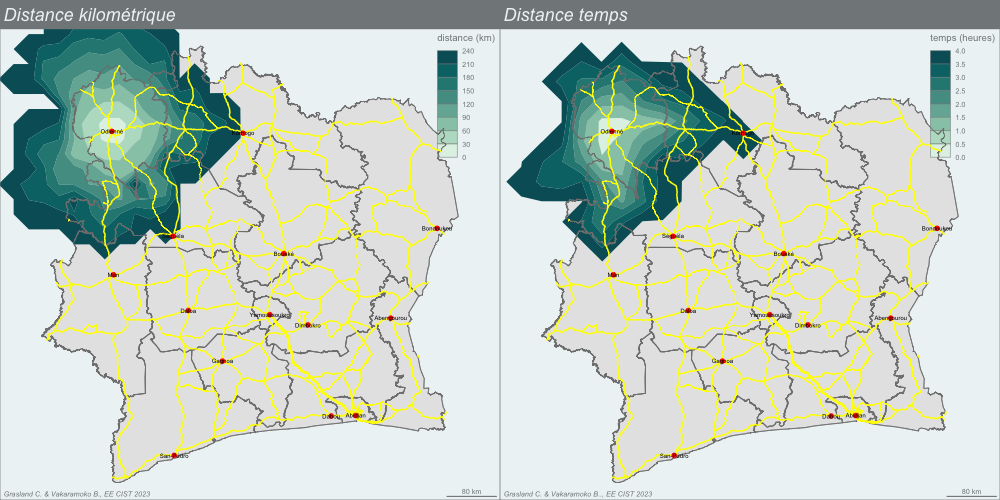 Distance kilométrique
distance (km)
240
210
180
150
120
90
60
30
0
Odienné
Korhogo
Séguéla
Bondoukou
Bouaké
Man
Daloa
Yamoussoukro
Dimbokro
Abengourou
Gagnoa
Dabou
Abidjan
San-Pédro
Grasland C. & Vakaramoko B., EE CIST 2023
80 km
Distance temps
temps (heures)
4.0
3.5
3.0
2.5
2.0
1.5
1.0
0.5
0.0
Odienné
Korhogo
Séguéla
Bondoukou
Bouaké
Man
Daloa
Yamoussoukro
Dimbokro
Abengourou
Gagnoa
Dabou
Abidjan
San-Pédro
Grasland C. & Vakaramoko B., EE CIST 2023
80 km